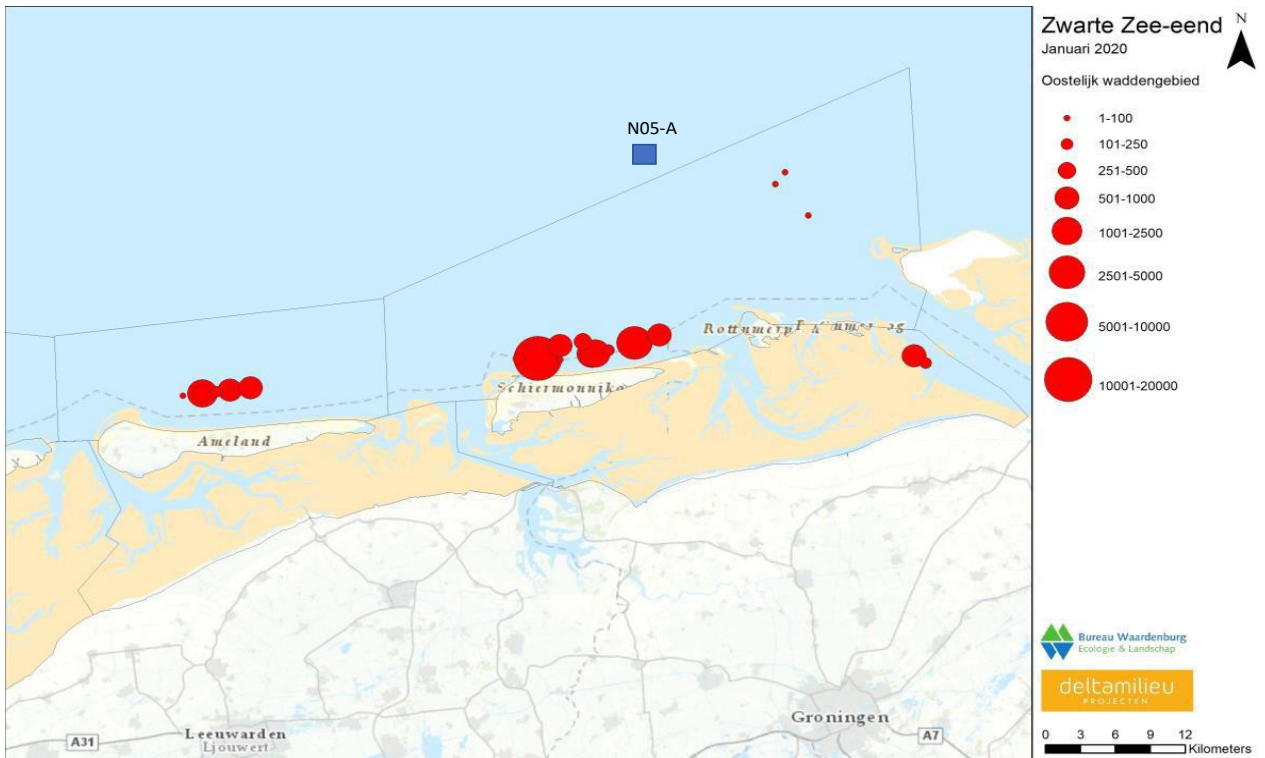 Zwarte Zee-eend
N
Januari 2020
Oostelijk waddengebied
1-100
101-250
251-500
501-1000
1001-2500
2501-5000
5001-10000
10001-20000
N05-A
Schiermonniko
Ameland
Leeuwarden
Ljouwert
Groningen
A31
A7
Bureau Waardenburg
Ecologie & Landschap
deltamilieu
PROJECTEN
0 3 6 9 12
Kilometers